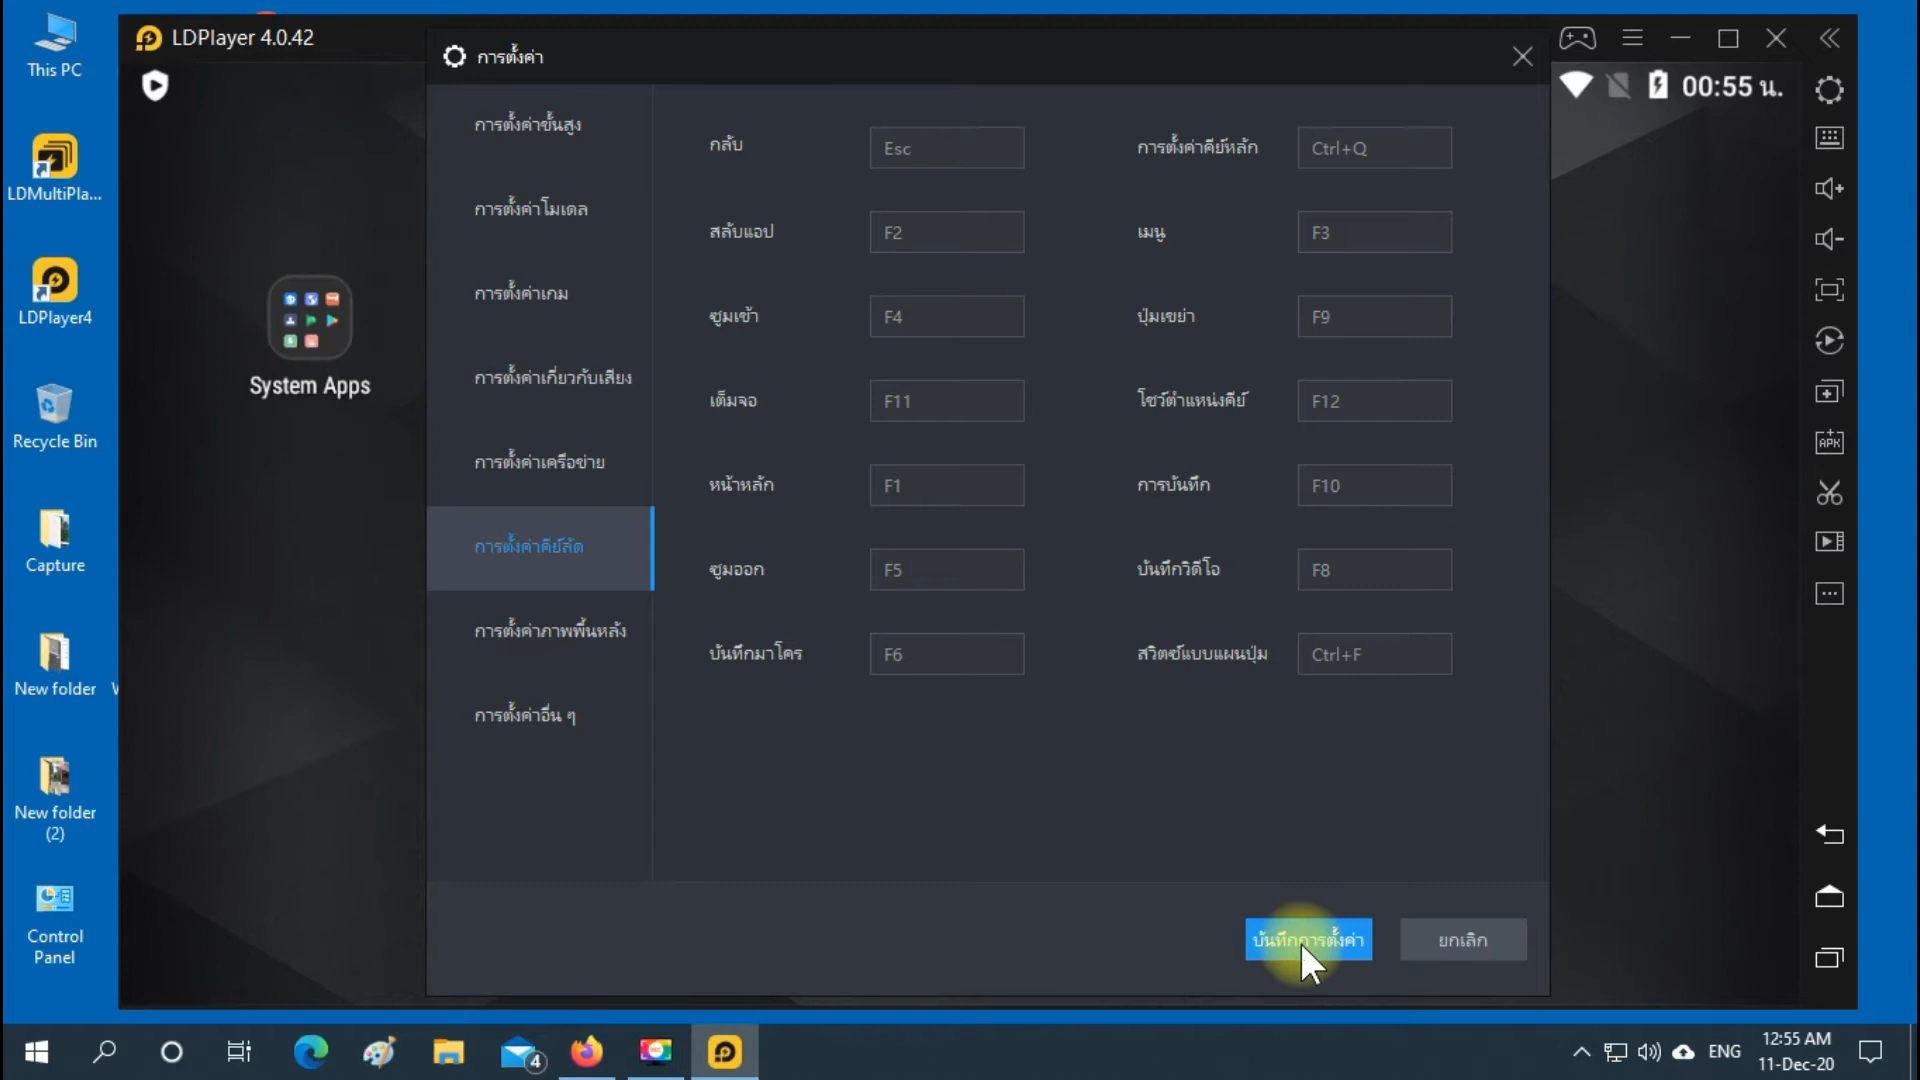 LDPlayer 4.0.42
การตั้งค่า
This PC
00:55 น.
การตั้งค่าขั้นสูง
กลับ
Esc
การตั้งค่าคีย์หลัก
Ctrl+Q
LDMultiPla...
การตั้งค่าโมเดล
สลับแอป
F2
เมนู
F3
การตั้งค่าเกม
ซูมเข้า
F4
ปุ่มเขย่า
F9
LDPlayer4
System Apps
การตั้งค่าเกี่ยวกับเสียง
เต็มจอ
F11
โชว์ตำแหน่งคีย์
F12
APK
Recycle Bin
การตั้งค่าเครือข่าย
หน้าหลัก
F1
การบันทึก
F10
Capture
การตั้งค่าคีย์ลัด
ซูมออก
F5
บันทึกวิดีโอ
F8
การตั้งค่าภาพพื้นหลัง
บันทึกมาโคร
F6
สวิตซ์แบบแผนปุ่ม
Ctrl+F
New folder
การตั้งค่าอื่น ๆ
New folder
(2)
Control
Panel
บันทึกการตั้งค่า
ยกเลิก
4
ENG
12:55 AM
11-Dec-20